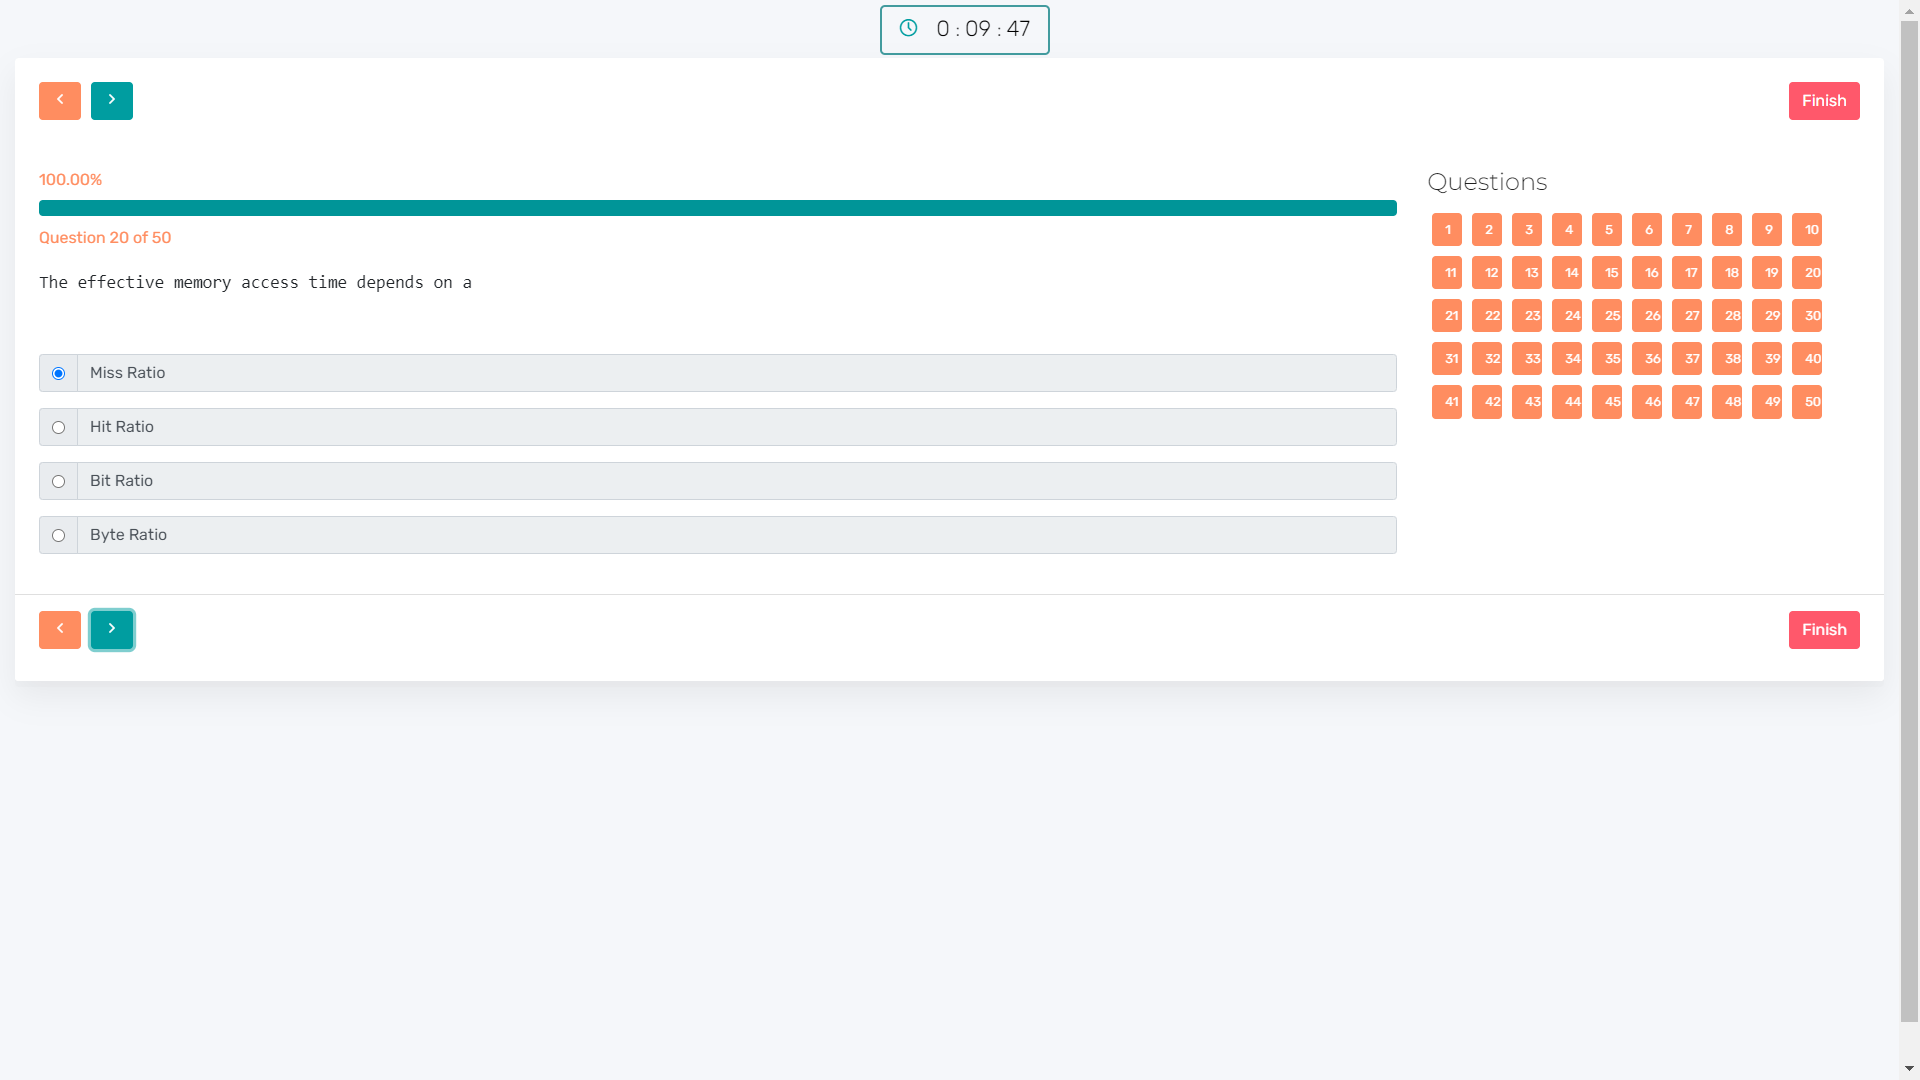 0 : 09 : 47
Finish
100.00%
Question 20 of 50
The effective memory access time depends on a
Miss Ratio
Hit Ratio
Bit Ratio
Byte Ratio
Questions
1 2 3 4 5 6 7 8 9 10
11 12 13 14 15 16 17 18 19 20
21 22 23 24 25 26 27 28 29 30
31 32 33 34 35 36 37 38 39 40
41 42 43 44 45 46 47 48 49 50
Finish